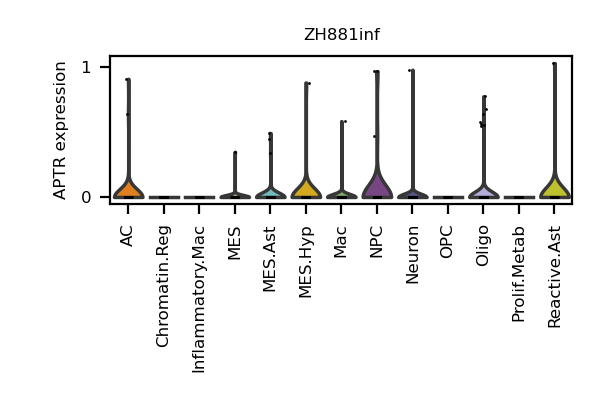 ZH881inf
APTR expression
1
0
AC
Chromatin.Reg
Inflammatory.Mac
MES
MES.Ast
MES.Hyp
Mac
NPC
Neuron
OPC
Oligo
Prolif.Metab
Reactive.Ast